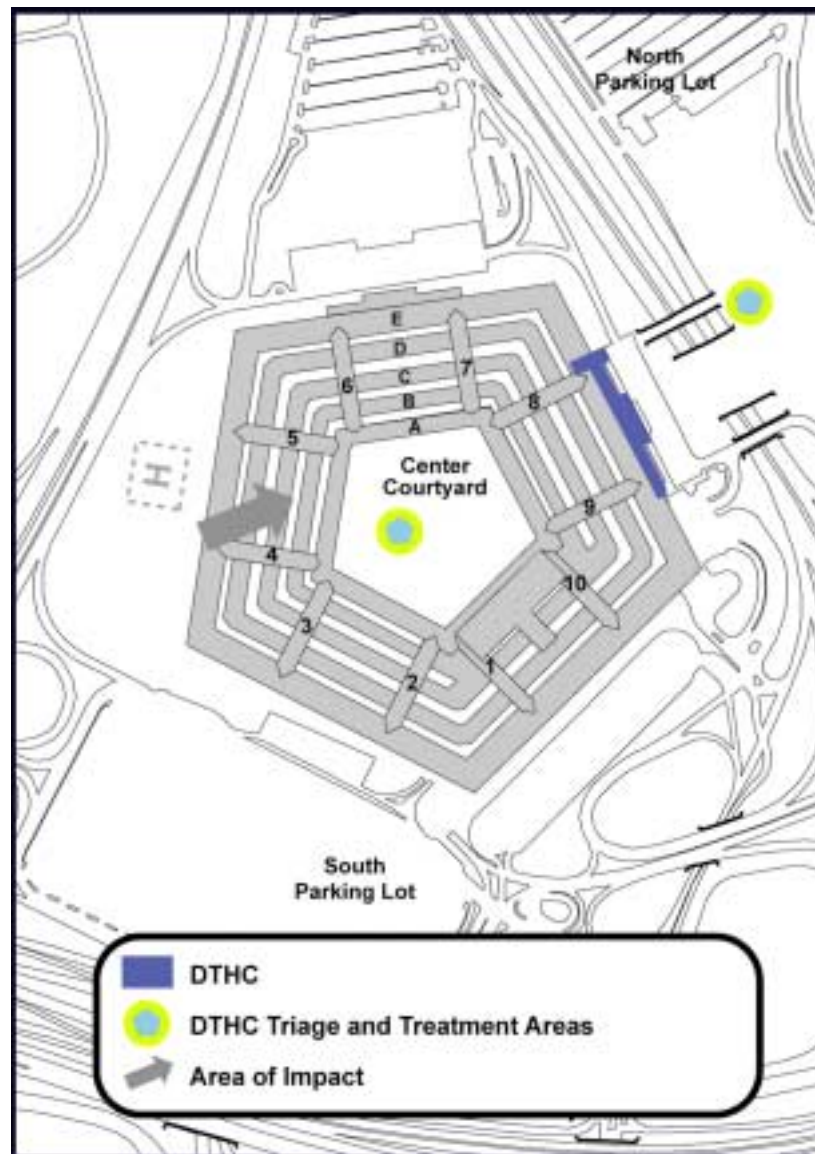 North
Parking Lot
E
D
C
B
A
6
7
8
5
Center
Courtyard
H
9
4
10
3
1
2
South
Parking Lot
DTHC
DTHC Triage and Treatment Areas
Area of Impact